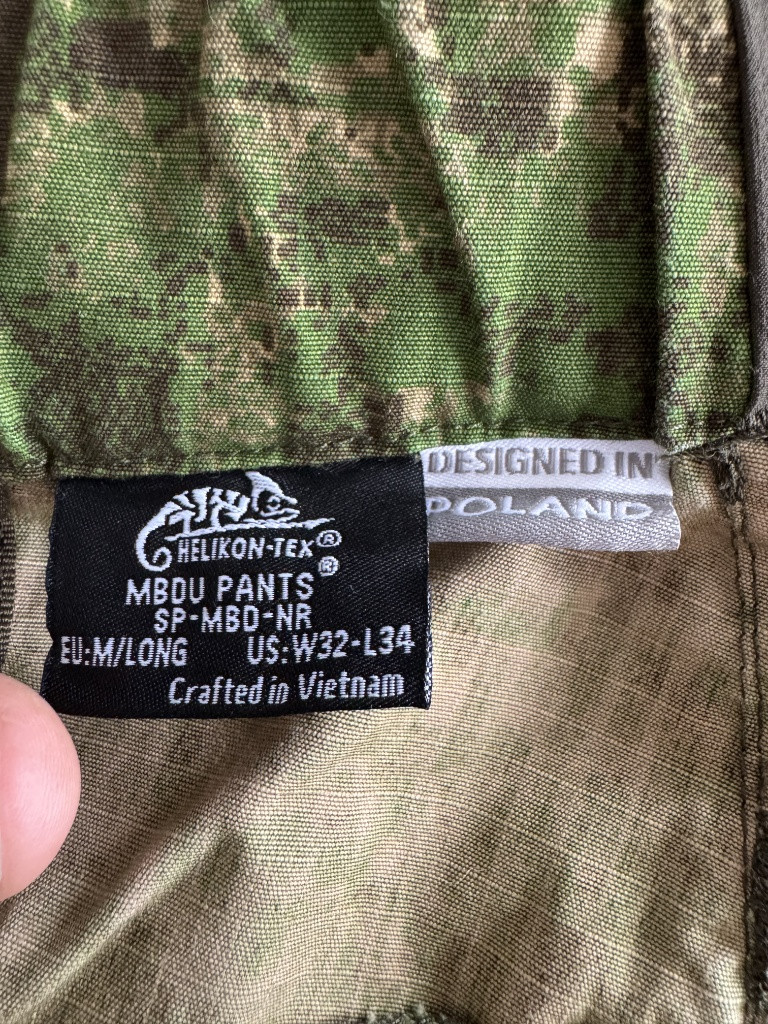 HELIKON-TEX®
®
MBDU PANTS
SP-MBD-NR
EU:M/LONG US:W32-L34
Crafted in Vietnam
DESIGNED IN
POLAND